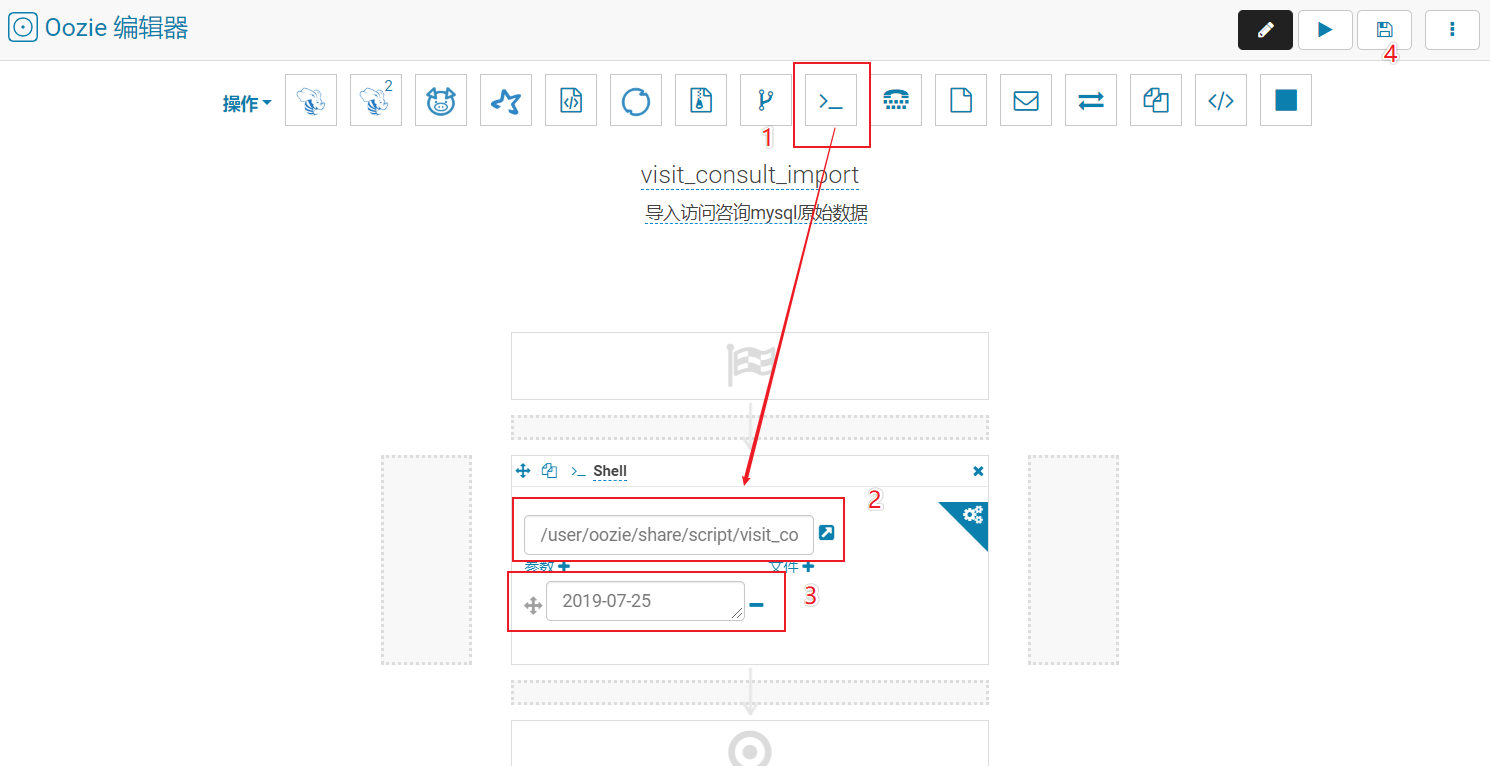 Oozie 编辑器
4
操作
2
1
visit_consult_import
导入访问咨询mysql原始数据
Shell
2
/user/oozie/share/script/visit_co
参数
文件
3
2019-07-25